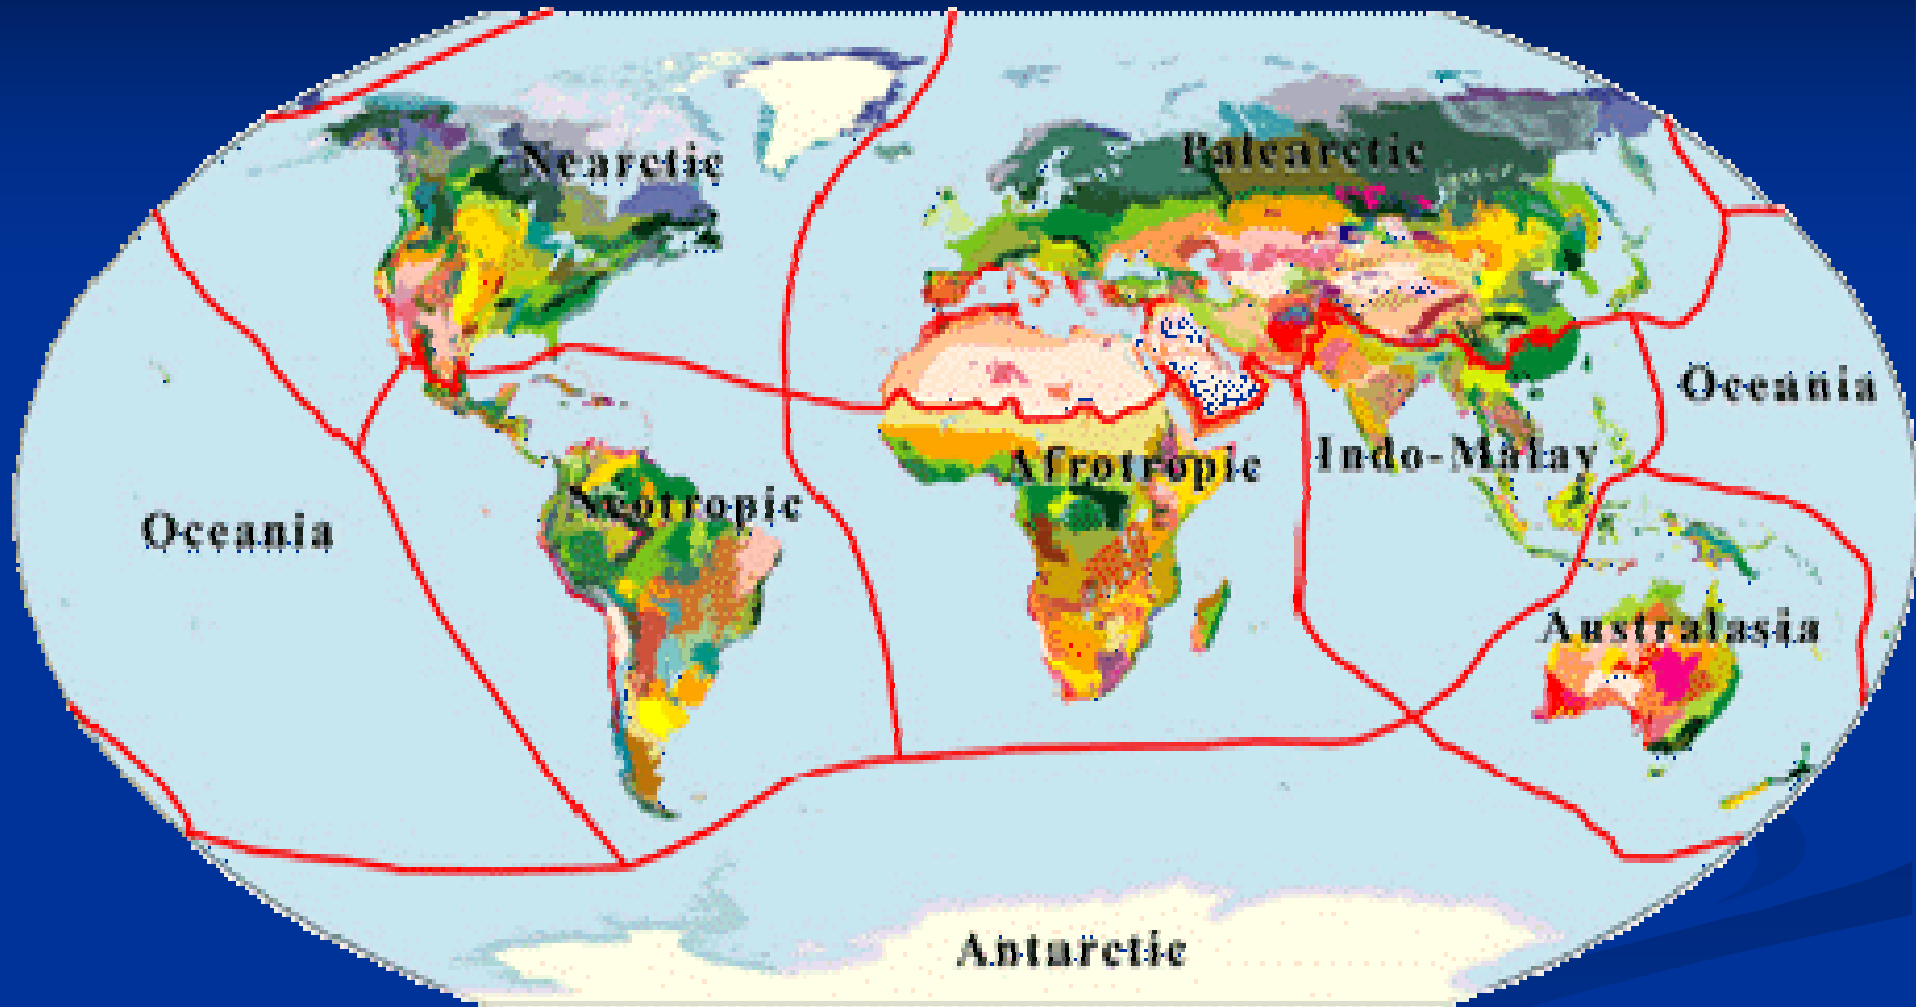 Nearctic
Palearctic
Oceania
Afrotropic
Indo-Malay
Neotropic
Oceania
Australasia
Antarctic